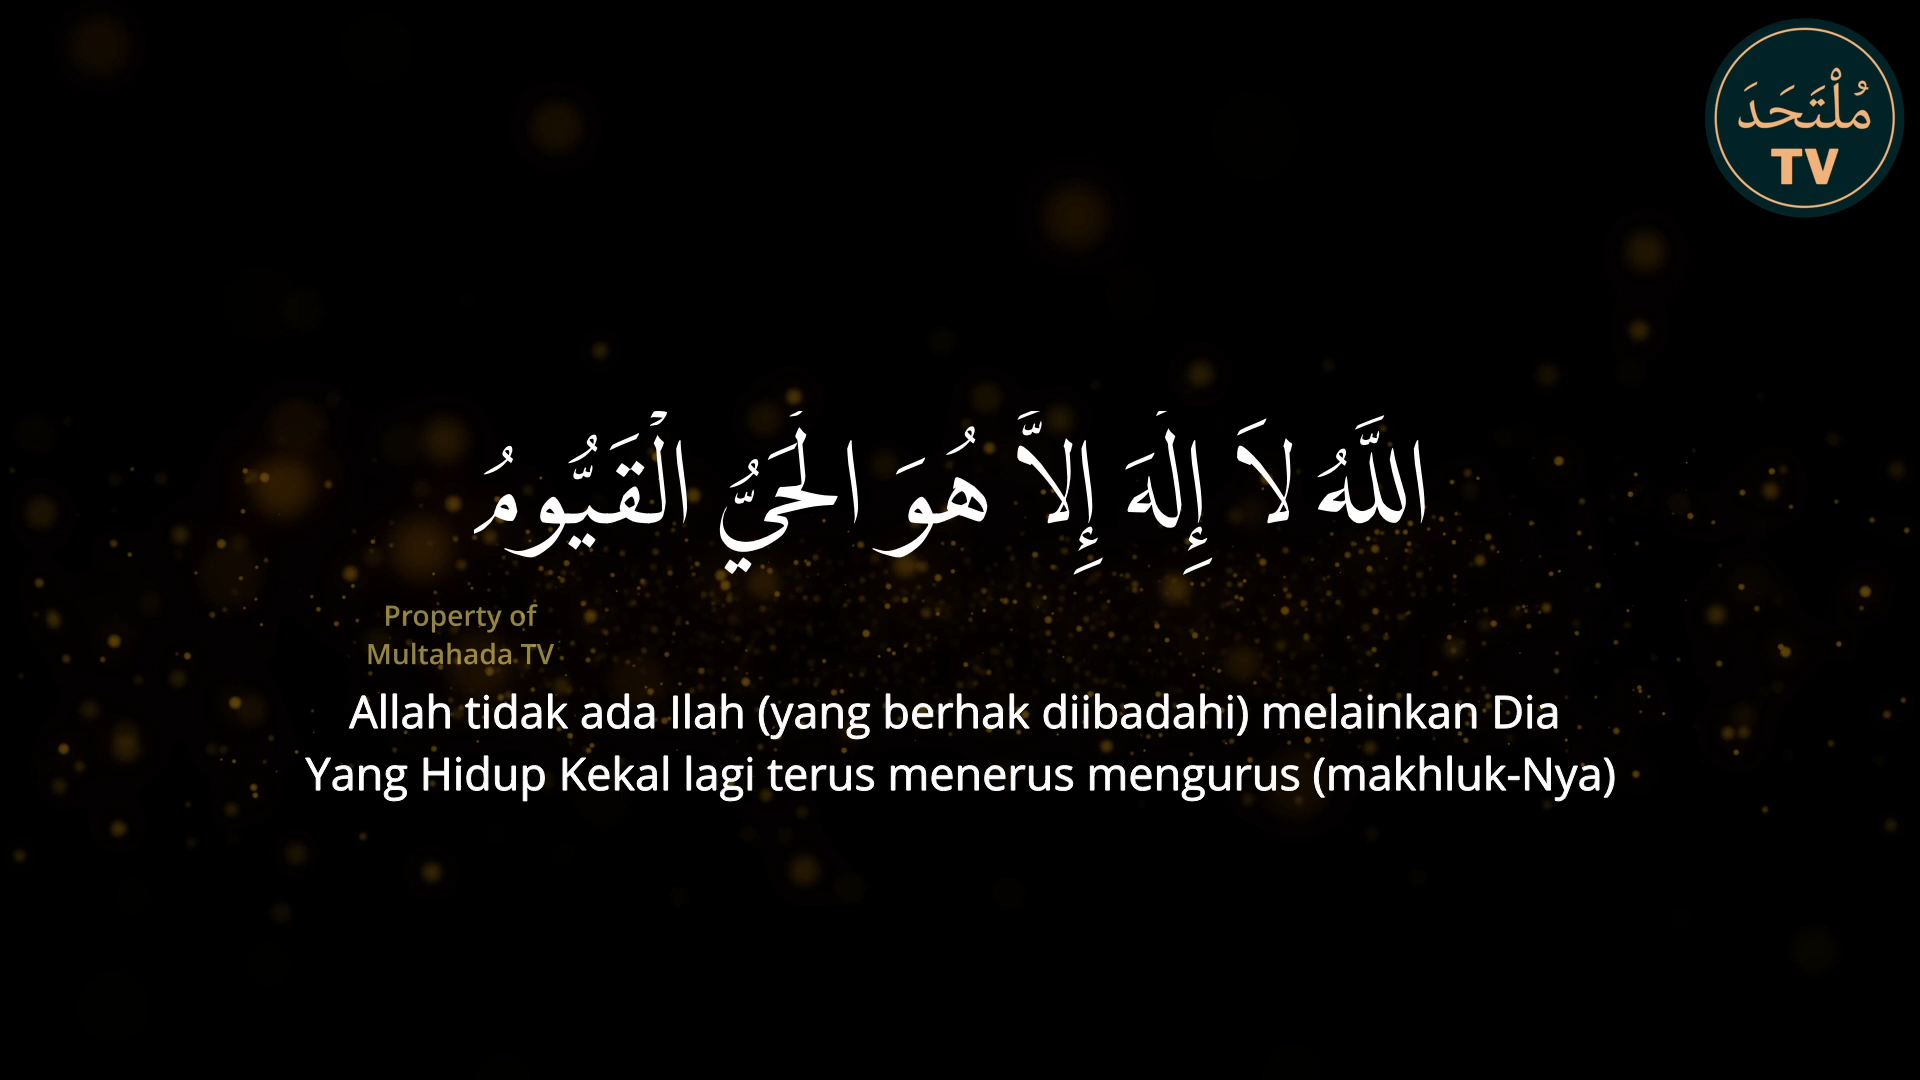 مُلْتَحَدَ
TV
اللَّهُ لاَ إِلَهَ إِلاَّ هُوَ الْحَيُّ الْقَيُّومُ
Property of
Multahada TV
Allah tidak ada Ilah (yang berhak diibadahi) melainkan Dia
Yang Hidup Kekal lagi terus menerus mengurus (makhluk-Nya)